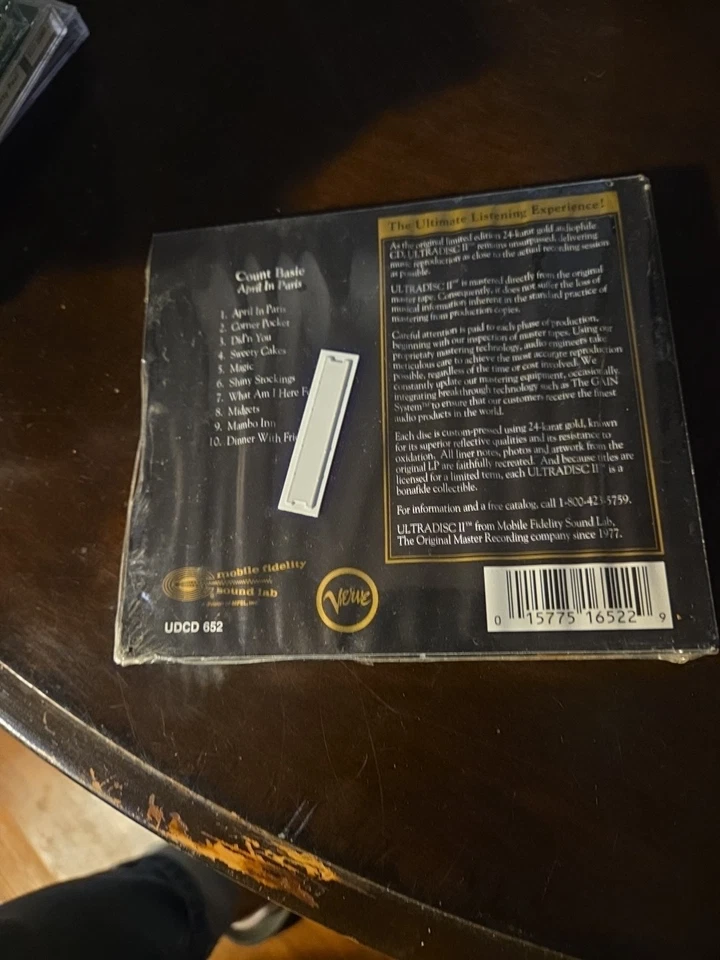 The Ultimate Listening Experience!
As the original limited edition 24-karat gold audiophile
CD, ULTRADISC II™ remains unsurpassed, delivering
music reproduction as close to the actual recording session
as possible.
ULTRADISC II™ is mastered directly from the original
master tape. Consequently, it does not suffer the loss of
musical information inherent in the standard practice of
mastering from production copies.
Careful attention is paid to each phase of production,
beginning with our inspection of master tapes. Using our
proprietary mastering technology, audio engineers take
meticulous care to achieve the most accurate reproduction
possible, regardless of the time or cost involved. We
constantly update our mastering equipment, occasionally
integrating breakthrough technology such as The GAIN
System™ to ensure that our customers receive the finest
audio products in the world.
Each disc is custom-pressed using 24-karat gold, known
for its superior reflective qualities and its resistance to
oxidation. All liner notes, photos and artwork from the
original LP are faithfully recreated. And because titles are
licensed for a limited term, each ULTRADISC II™ is a
bonafide collectible.
For information and a free catalog, call 1-800-423-5759.
ULTRADISC II™ from Mobile Fidelity Sound Lab,
The Original Master Recording company since 1977.
Count Basie
April In Paris
1. April In Paris
2. Corner Pocket
3. Did'n You
4. Sweety Cakes
5. Magic
6. Shiny Stockings
7. What Am I Here F
8. Midgets
9. Mambo Inn
10. Dinner With Fri
mobile fidelity
sound lab
UDCD 652
Verve
0 15775 16522 9